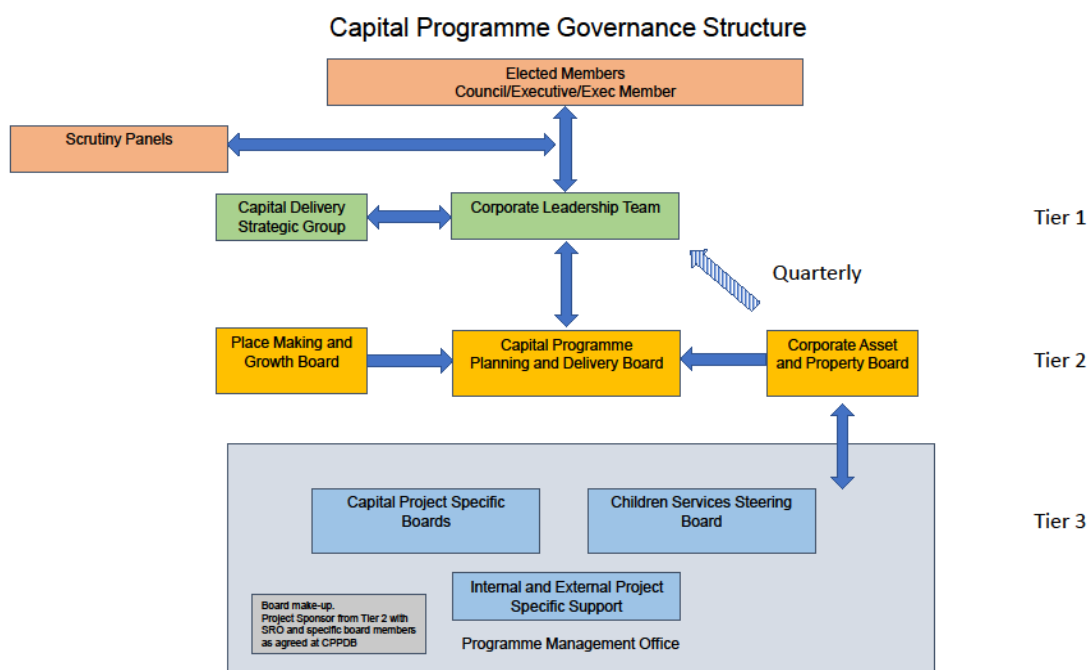 Capital Programme Governance Structure
Elected Members
Council/Executive/Exec Member
Scrutiny Panels
Capital Delivery
Strategic Group
Corporate Leadership Team
Tier 1
Quarterly
Place Making and
Growth Board
Capital Programme
Planning and Delivery Board
Corporate Asset
and Property Board
Tier 2
Capital Project Specific
Boards
Children Services Steering
Board
Tier 3
Internal and External Project
Specific Support
Board make-up.
Project Sponsor from Tier 2 with
SRO and specific board members
as agreed at CPPDB
Programme Management Office